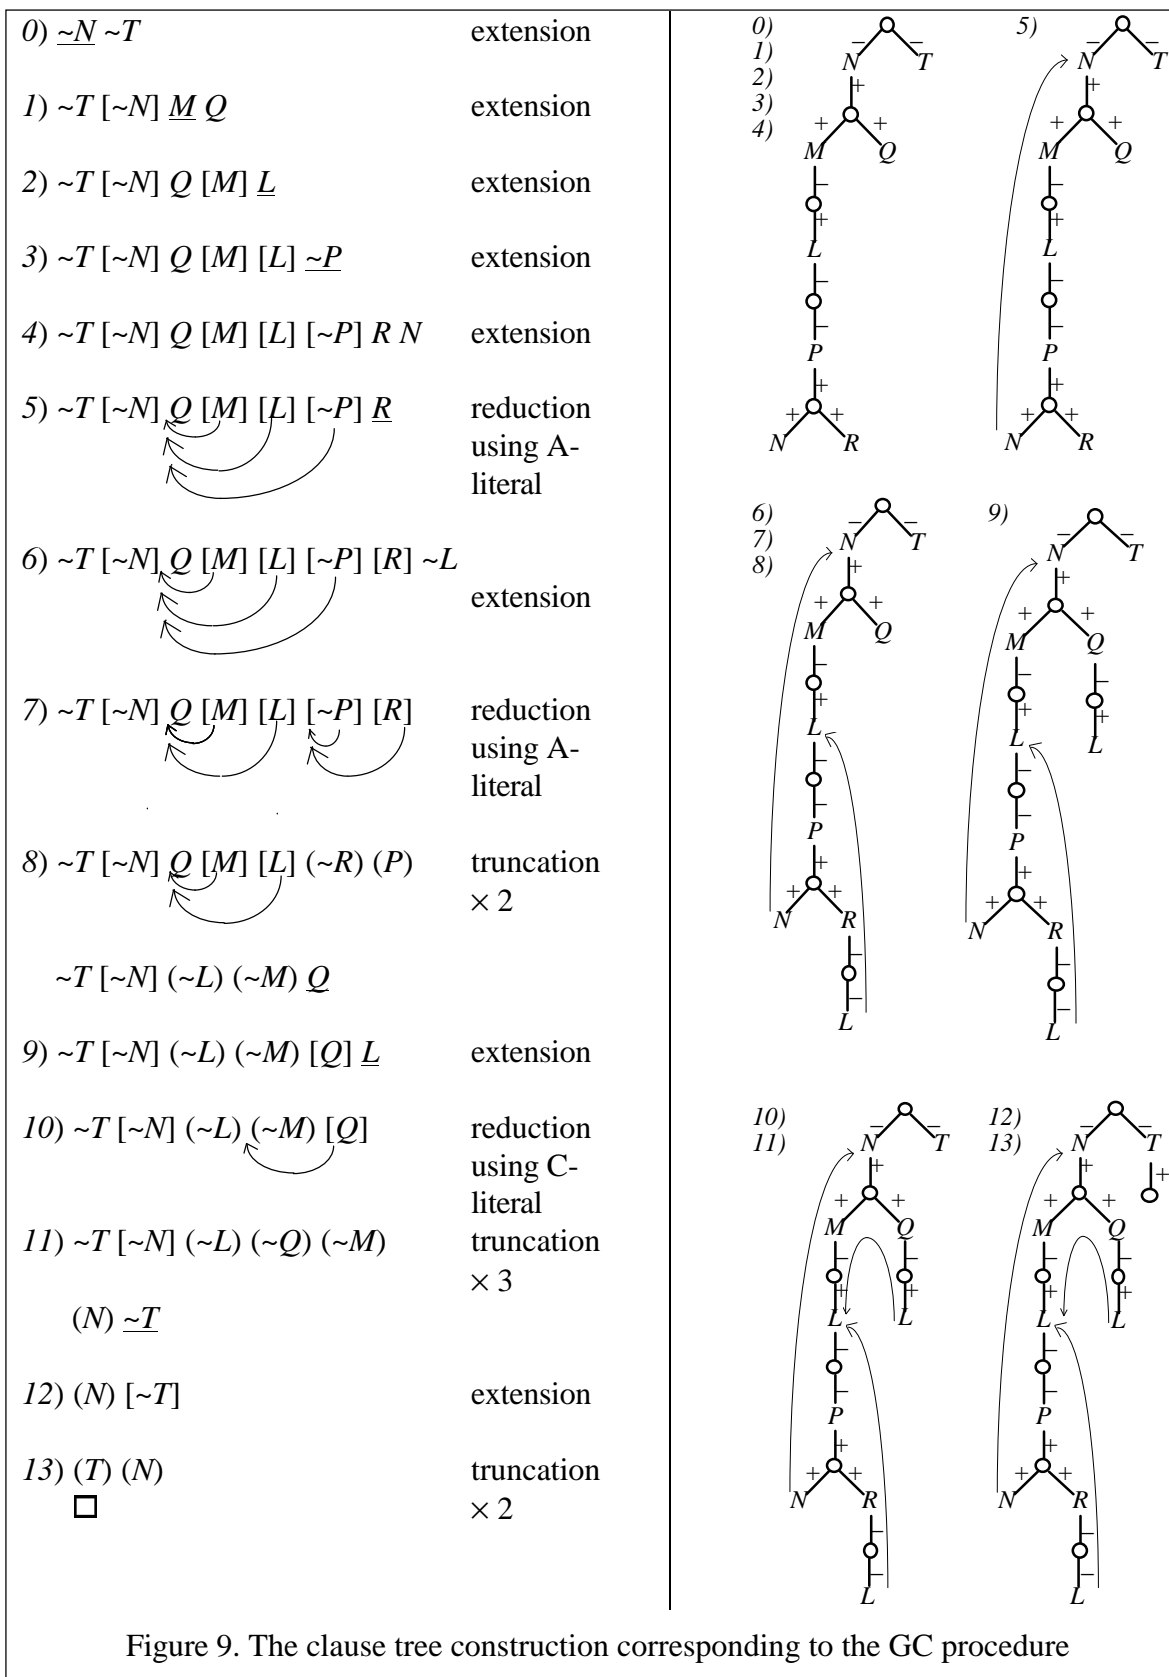 0) ~N ~T extension
1) ~T [~N] M Q extension
2) ~T [~N] Q [M] L extension
3) ~T [~N] Q [M] [L] ~P extension
4) ~T [~N] Q [M] [L] [~P] R N extension
5) ~T [~N] Q [M] [L] [~P] R reduction
using A-
literal
6) ~T [~N] Q [M] [L] [~P] [R] ~L
extension
7) ~T [~N] Q [M] [L] [~P] [R] reduction
using A-
literal
8) ~T [~N] Q [M] [L] (~R) (P) truncation
× 2
~T [~N] (~L) (~M) Q
9) ~T [~N] (~L) (~M) [Q] L extension
10) ~T [~N] (~L) (~M) [Q] reduction
using C-
literal
11) ~T [~N] (~L) (~Q) (~M) truncation
× 3
(N) ~T
12) (N) [~T] extension
13) (T) (N) truncation
□ × 2
0)
1)
2)
3)
4)
− −
N T
+
+ +
M Q
−
+
L
−
−
P
+
+ +
N R
5)
− −
N T
+
+ +
M Q
−
+
L
−
−
P
+
+ +
N R
6)
7)
8)
− −
N T
+
+ +
M Q
−
+
L
−
−
P
+
+ +
N R
−
−
L
9)
− −
N T
+
+ +
M Q
− −
+ +
L L
−
−
P
+
+ +
N R
−
−
L
10)
11)
− −
N T
+
+ +
M Q
− −
+ +
L L
−
−
P
+
+ +
N R
−
−
L
12)
13)
− −
N T
+ +
+ +
M Q
− −
+ +
L L
−
−
P
+
+ +
N R
−
−
L
Figure 9. The clause tree construction corresponding to the GC procedure